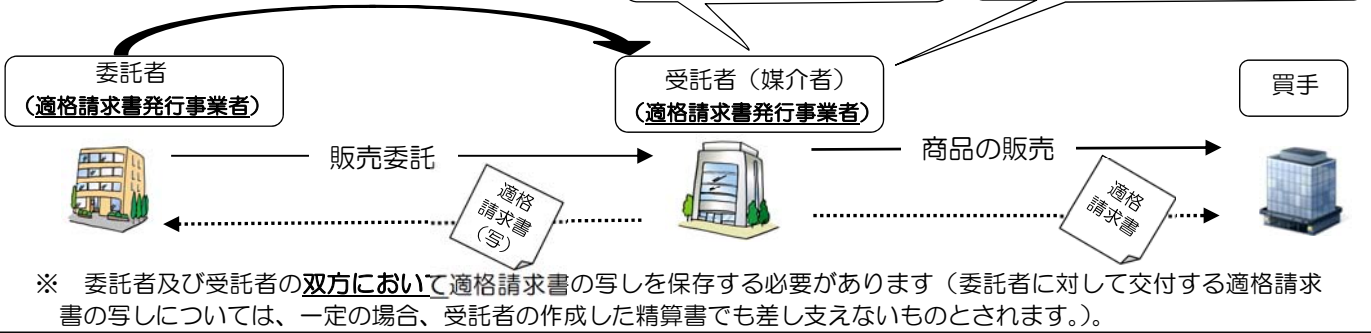 委託者
（適格請求書発行事業者）
受託者（媒介者）
（適格請求書発行事業者）
買手
販売委託
商品の販売
適格
請求書
（写）
適格
請求書
※　委託者及び受託者の双方において適格請求書の写しを保存する必要があります（委託者に対して交付する適格請求
書の写しについては、一定の場合、受託者の作成した精算書でも差し支えないものとされます。）。